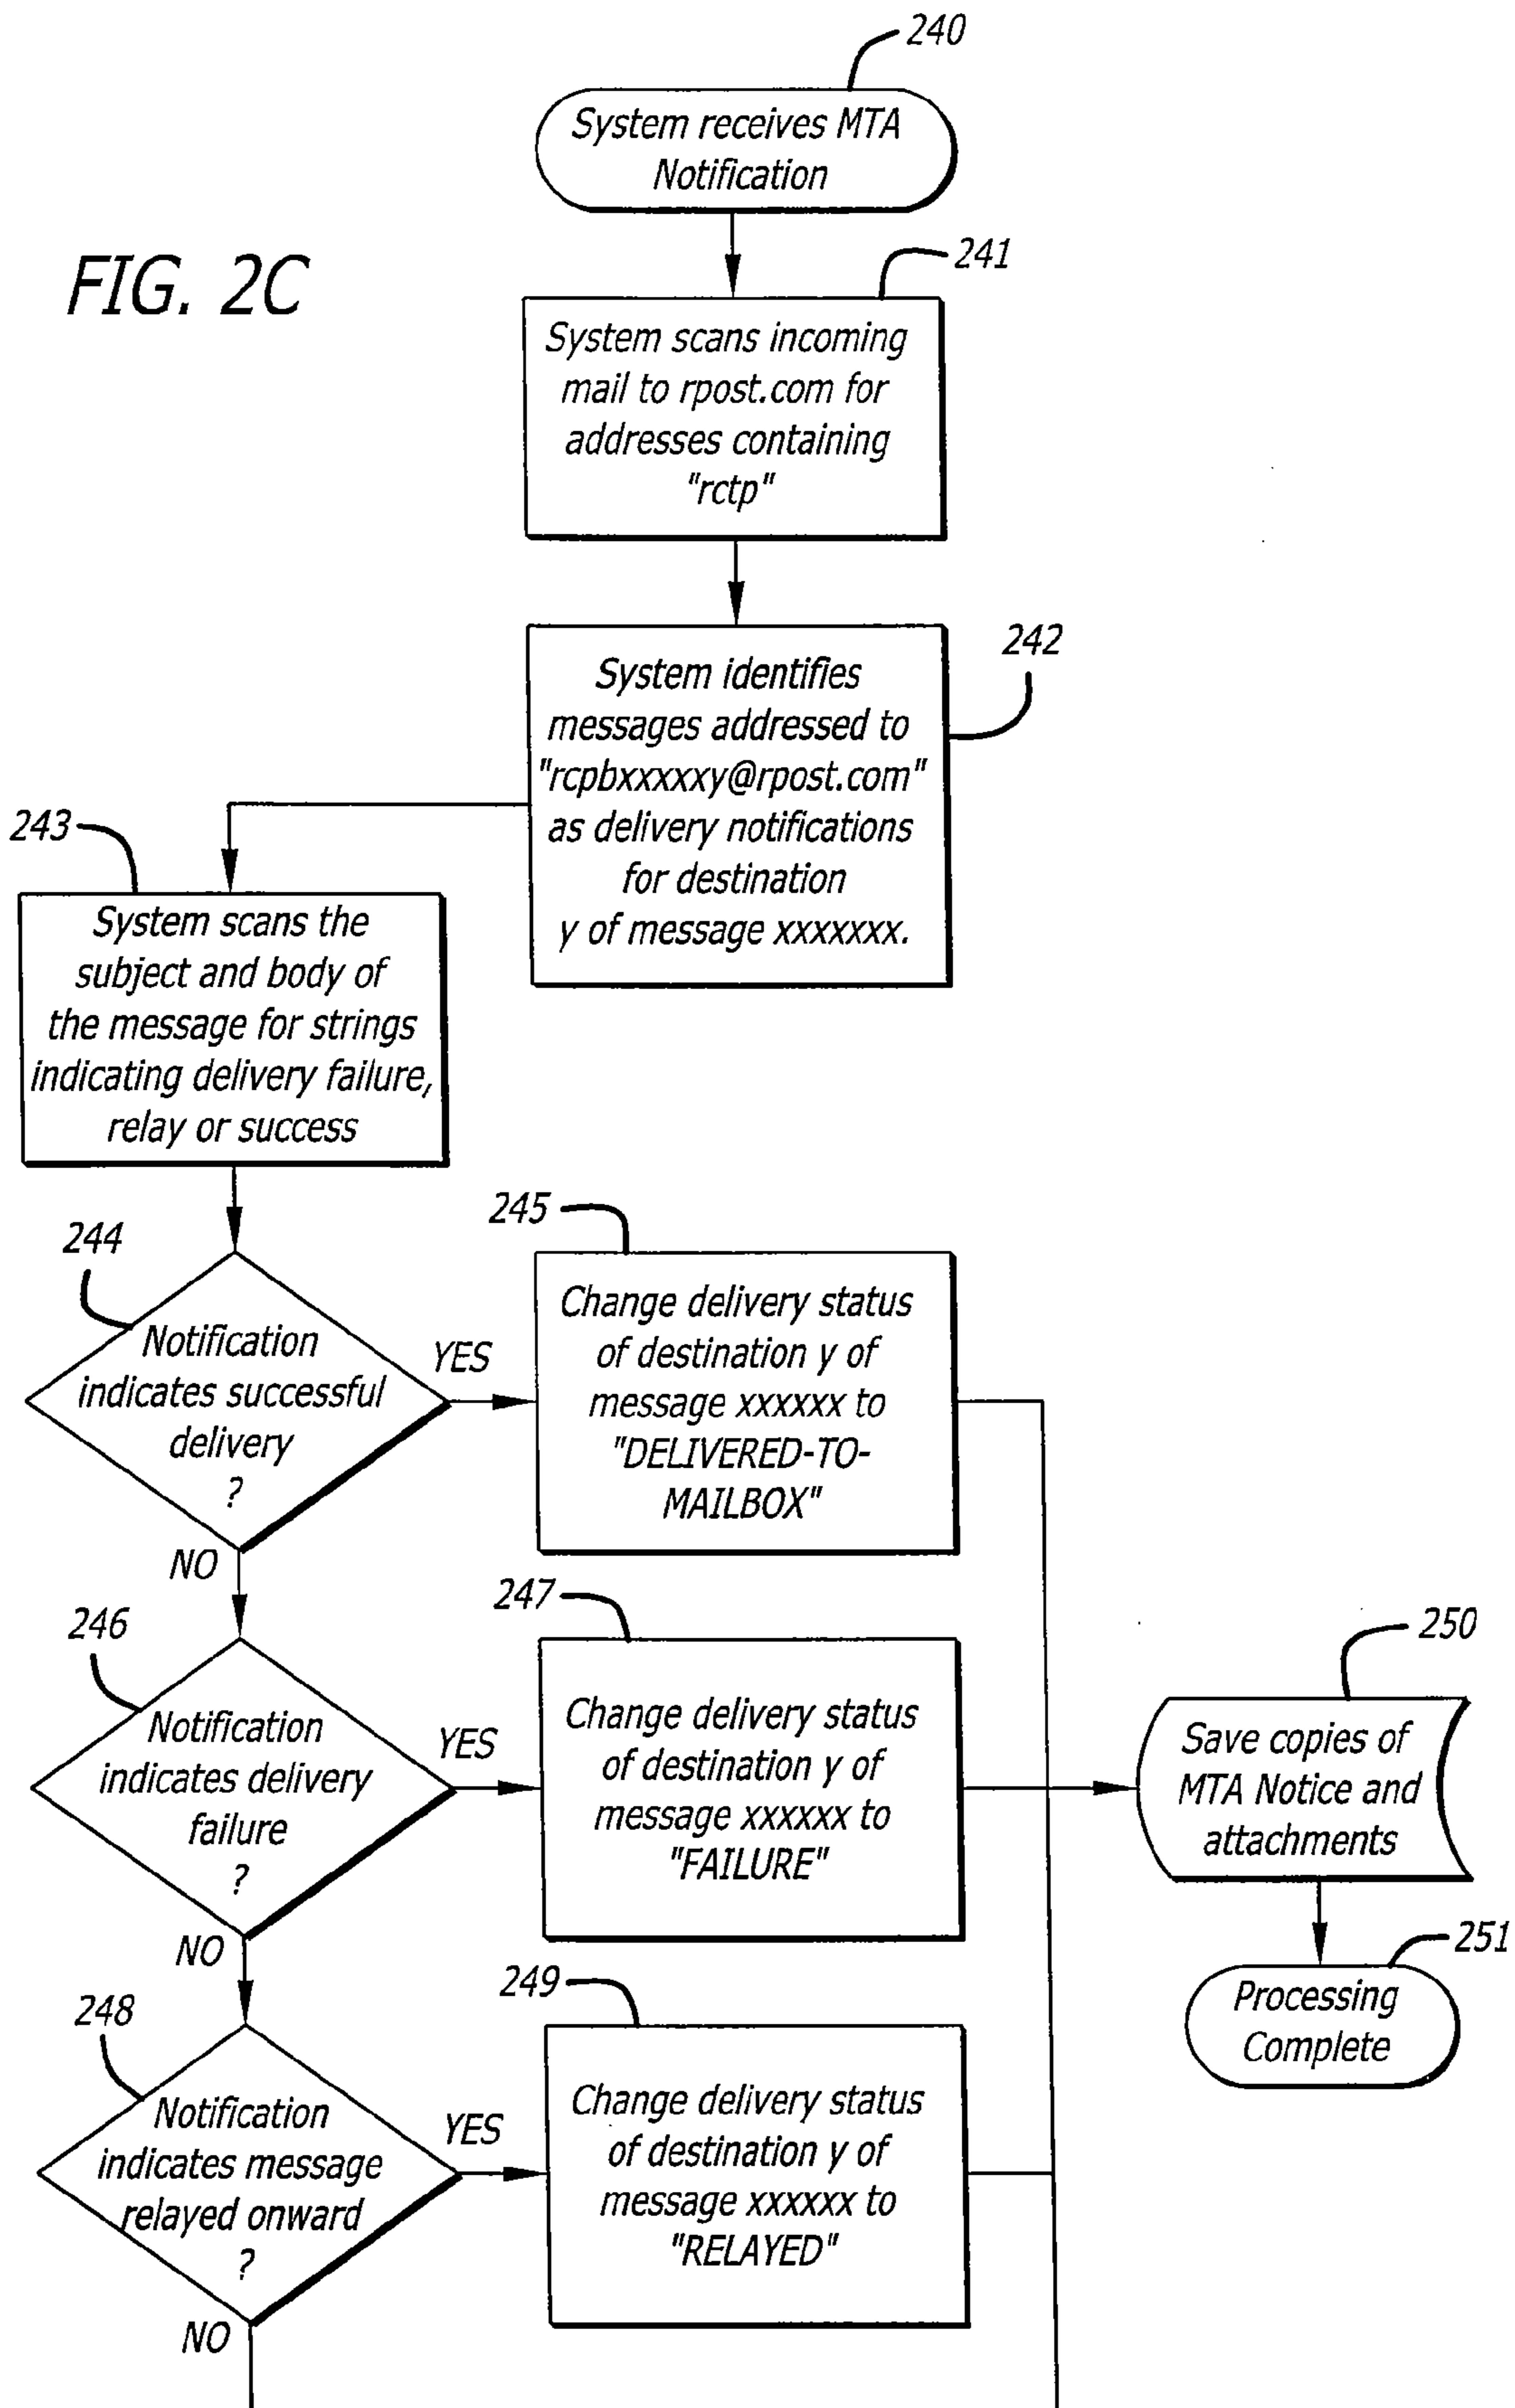 240
System receives MTA
Notification
FIG. 2C
241
System scans incoming
mail to rpost.com for
addresses containing
"rctp"
242
System identifies
messages addressed to
"rcpbxxxxxy@rpost.com"
as delivery notifications
for destination
y of message xxxxxxx.
243
System scans the
subject and body of
the message for strings
indicating delivery failure,
relay or success
244
Notification
indicates successful
delivery
?
YES
NO
245
Change delivery status
of destination y of
message xxxxxx to
"DELIVERED-TO-
MAILBOX"
246
Notification
indicates delivery
failure
?
YES
NO
247
Change delivery status
of destination y of
message xxxxxx to
"FAILURE"
248
Notification
indicates message
relayed onward
?
YES
NO
249
Change delivery status
of destination y of
message xxxxxx to
"RELAYED"
250
Save copies of
MTA Notice and
attachments
251
Processing
Complete